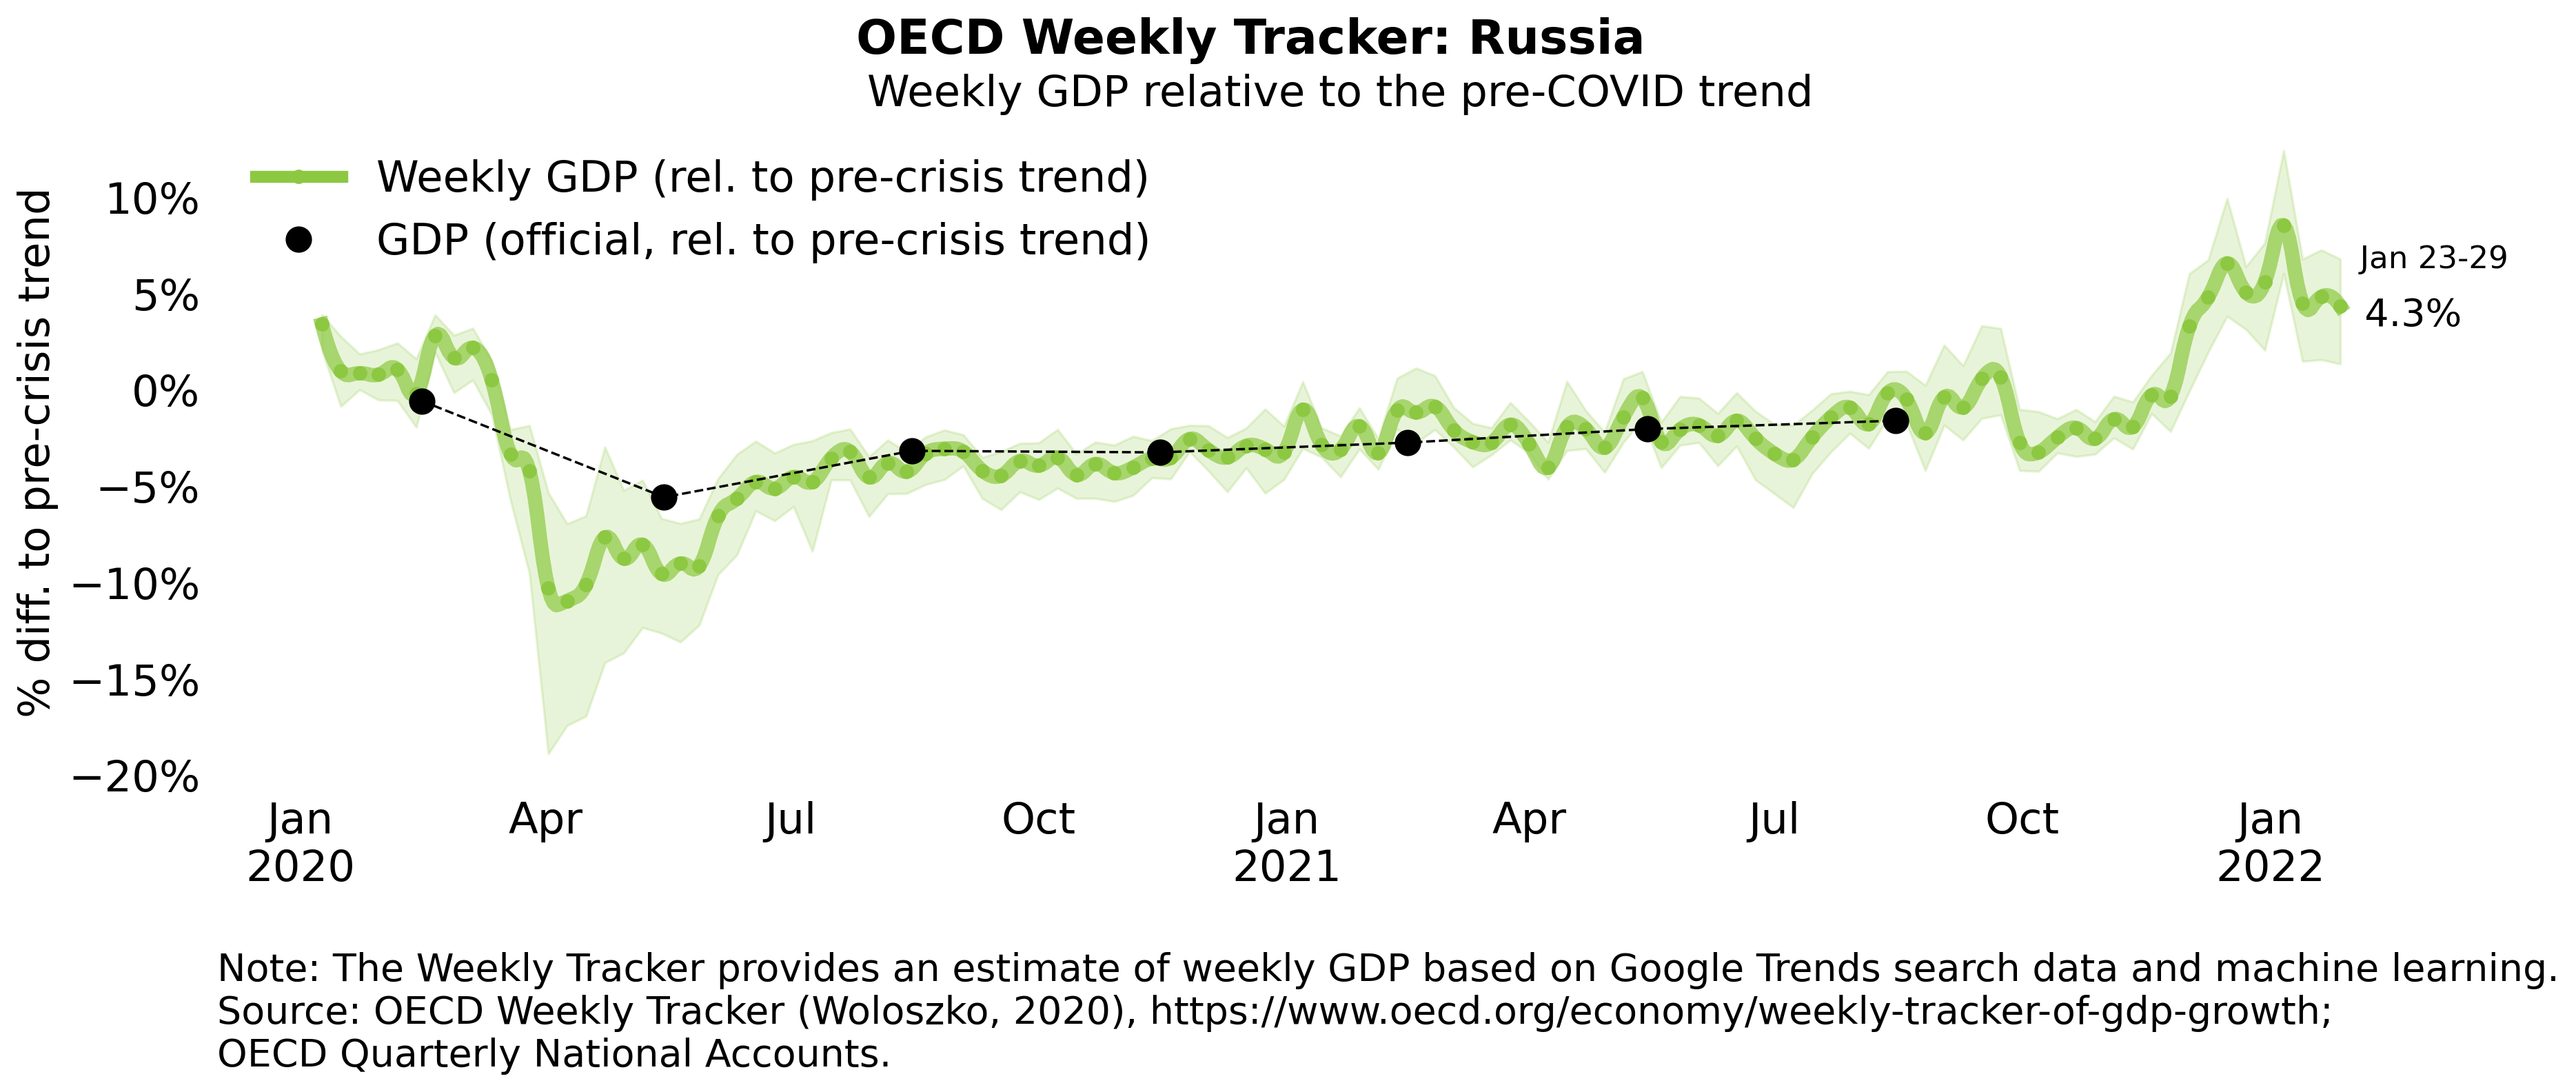 OECD Weekly Tracker: Russia
Weekly GDP relative to the pre-COVID trend
Weekly GDP (rel. to pre-crisis trend)
GDP (official, rel. to pre-crisis trend)
% diff. to pre-crisis trend
10%
5%
0%
−5%
−10%
−15%
−20%
Jan 23-29
4.3%
Jan Apr Jul Oct Jan Apr Jul Oct Jan
2020 2021 2022
Note: The Weekly Tracker provides an estimate of weekly GDP based on Google Trends search data and machine learning.
Source: OECD Weekly Tracker (Woloszko, 2020), https://www.oecd.org/economy/weekly-tracker-of-gdp-growth;
OECD Quarterly National Accounts.